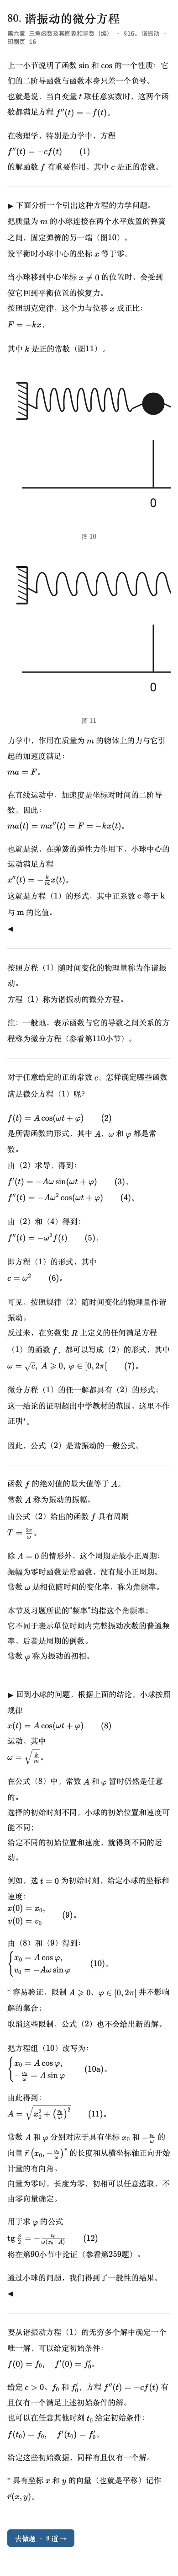 80. 谐振动的微分方程
第六章 三角函数及其图象和导数（续） · §16. 谐振动 ·
印刷页 16
上一节说明了函数 sin 和 cos 的一个性质：它
们的二阶导函数与函数本身只差一个负号。
也就是说，当自变量 t 取任意实数时，这两个函
数都满足方程 f″(t) = −f(t)。
在物理学，特别是力学中，方程
f″(t) = −cf(t) (1)
的解函数 f 有重要作用，其中 c 是正的常数。
▶ 下面分析一个引出这种方程的力学问题。
把质量为 m 的小球连接在两个水平放置的弹簧
之间，固定弹簧的另一端（图10）。
设平衡时小球中心的坐标 x 等于零。
当小球移到中心坐标 x ≠ 0 的位置时，会受到
使它回到平衡位置的恢复力。
按照胡克定律，这个力与位移 x 成正比：
F = −kx，
其中 k 是正的常数（图11）。
0
图 10
0
图 11
力学中，作用在质量为 m 的物体上的力与它引
起的加速度满足：
ma = F。
在直线运动中，加速度是坐标对时间的二阶导
数，因此：
ma(t) = mx″(t) = F = −kx(t)。
也就是说，在弹簧的弹性力作用下，小球中心的
运动满足方程
x″(t) = −k/m x(t)。
这就是方程（1）的形式，其中正系数 c 等于 k
与 m 的比值。
◀
按照方程（1）随时间变化的物理量称为作谐振
动。
方程（1）称为谐振动的微分方程。
注：一般地，表示函数与它的导数之间关系的方
程称为微分方程（参看第110小节）。
对于任意给定的正的常数 c，怎样确定哪些函数
满足微分方程（1）呢?
f(t) = A cos(ωt + φ) (2)
是所需函数的形式，其中 A、ω 和 φ 都是常
数。
由（2）求导，得到：
f′(t) = −Aω sin(ωt + φ) (3)，
f″(t) = −Aω² cos(ωt + φ) (4)。
由（2）和（4）得到：
f″(t) = −ω²f(t) (5)，
即方程（1）的形式，其中
c = ω² (6)。
可见，按照规律（2）随时间变化的物理量作谐
振动。
反过来，在实数集 R 上定义的任何满足方程
（1）的函数 f，都可以写成（2）的形式，其中
ω = √c, A ⩾ 0, φ ∈ [0, 2π[ (7)。
微分方程（1）的任一解都具有（2）的形式；
这一结论的证明超出中学教材的范围，这里不作
证明*。
因此，公式（2）是谐振动的一般公式。
函数 f 的绝对值的最大值等于 A。
常数 A 称为振动的振幅。
由公式（2）给出的函数 f 具有周期
T = 2π/ω。
除 A = 0 的情形外，这个周期是最小正周期；
振幅为零时函数是常函数，没有最小正周期。
常数 ω 是相位随时间的变化率，称为角频率。
本节及习题所说的“频率”均指这个角频率；
它不同于表示单位时间内完整振动次数的普通频
率，后者是周期的倒数。
常数 φ 称为振动的初相。
▶ 回到小球的问题，根据上面的结论，小球按照
规律
x(t) = A cos(ωt + φ) (8)
运动，其中
ω = √(k/m)。
在公式（8）中，常数 A 和 φ 暂时仍然是任意
的。
选择的初始时刻不同，小球的初始位置和速度可
能不同；
给定不同的初始位置和速度，就得到不同的运
动。
例如，选 t = 0 为初始时刻，给定小球的坐标和
速度：
x(0) = x₀,
v(0) = v₀ (9)。
由（8）和（9）得到：
{ x₀ = A cos φ,
v₀ = −Aω sin φ (10)。
* 容易验证，限制 A ⩾ 0、φ ∈ [0, 2π[ 并不影响
解的集合；
取消这些限制，公式（2）也不会给出新的解。
把方程组（10）改写为：
{ x₀ = A cos φ,
−v₀/ω = A sin φ (10a)。
由此得到：
A = √(x₀² + (v₀/ω)²) (11)。
常数 A 和 φ 分别对应于具有坐标 x₀ 和 −v₀/ω 的
向量 r⃗ (x₀, −v₀/ω)* 的长度和从横坐标轴正向开始
计量的有向角。
向量为零时，长度为零，初相可以任意选取，不
由零向量确定。
用于求 φ 的公式
tg φ/2 = −v₀/(ω(x₀+A)) (12)
将在第90小节中论证（参看第259题）。
通过小球的问题，我们得到了一般性的结果。
◀
要从谐振动方程（1）的无穷多个解中确定一个
唯一解，可以给定初始条件：
f(0) = f₀, f′(0) = f₀′。
给定 c > 0、f₀ 和 f₀′，方程 f″(t) = −cf(t) 有
且仅有一个满足上述初始条件的解。
也可以在任意其他时刻 t₀ 给定初始条件：
f(t₀) = f₀, f′(t₀) = f₀′。
给定这些初始数据，同样有且仅有一个解。
* 具有坐标 x 和 y 的向量（也就是平移）记作
r⃗(x, y)。
去做题 · 8 道 →